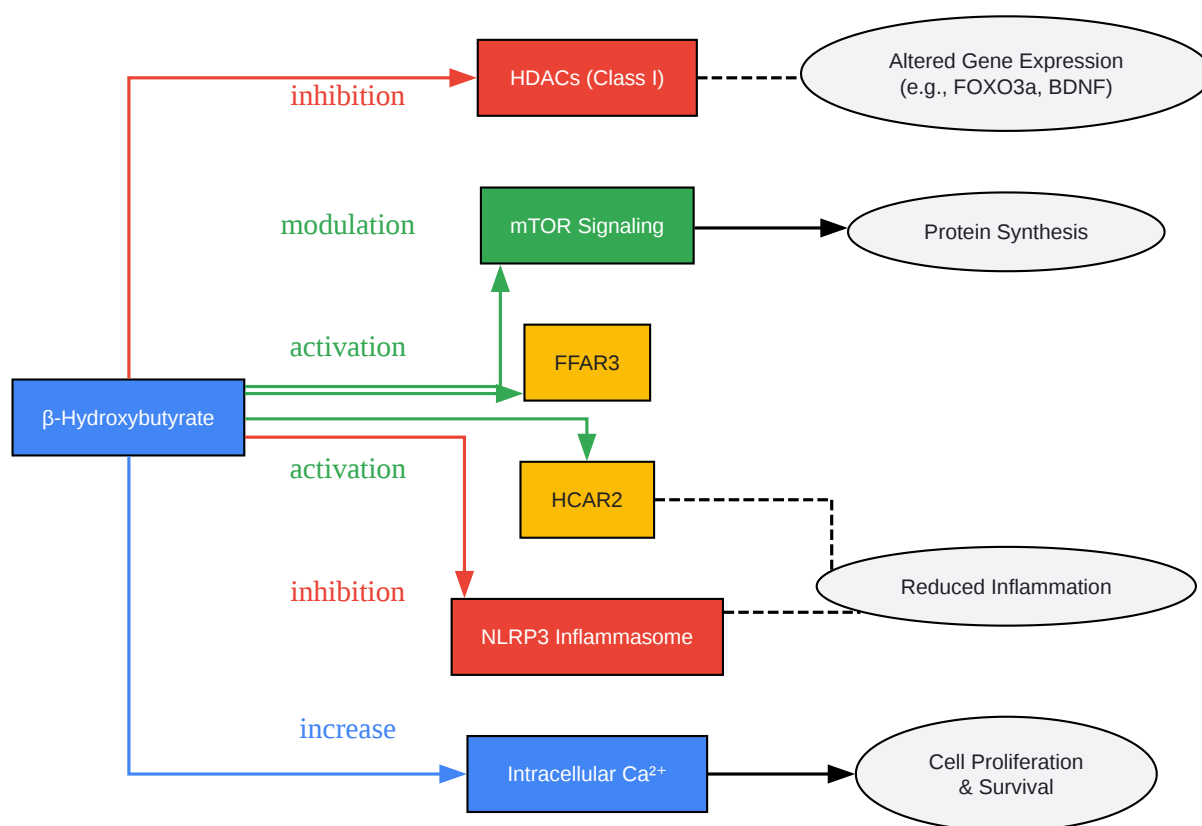 HDACs (Class I)
Altered Gene Expression
(e.g., FOXO3a, BDNF)
inhibition
modulation
mTOR Signaling
Protein Synthesis
activation
FFAR3
β-Hydroxybutyrate
activation
HCAR2
inhibition
NLRP3 Inflammasome
Reduced Inflammation
increase
Intracellular Ca²⁺
Cell Proliferation
& Survival